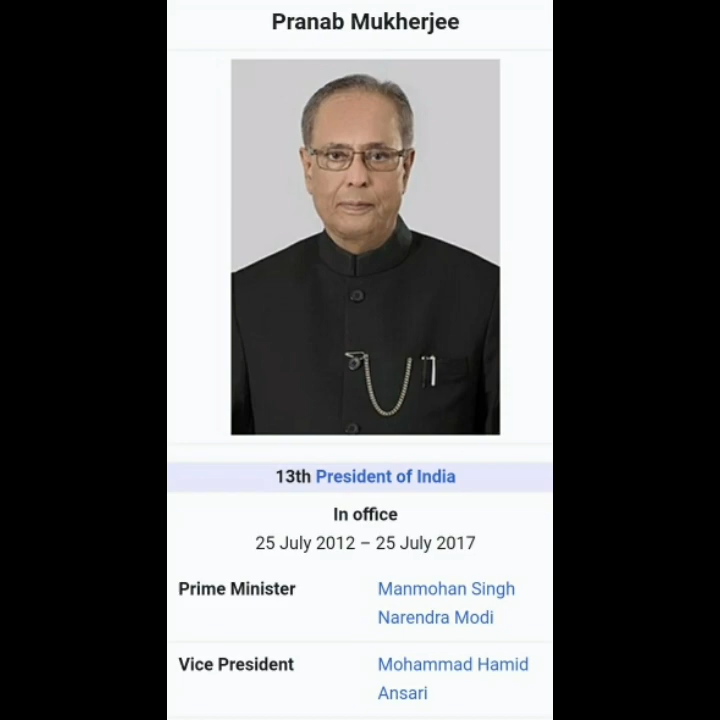 Pranab Mukherjee
13th President of India
In office
25 July 2012 – 25 July 2017
Prime Minister
Manmohan Singh
Narendra Modi
Vice President
Mohammad Hamid
Ansari